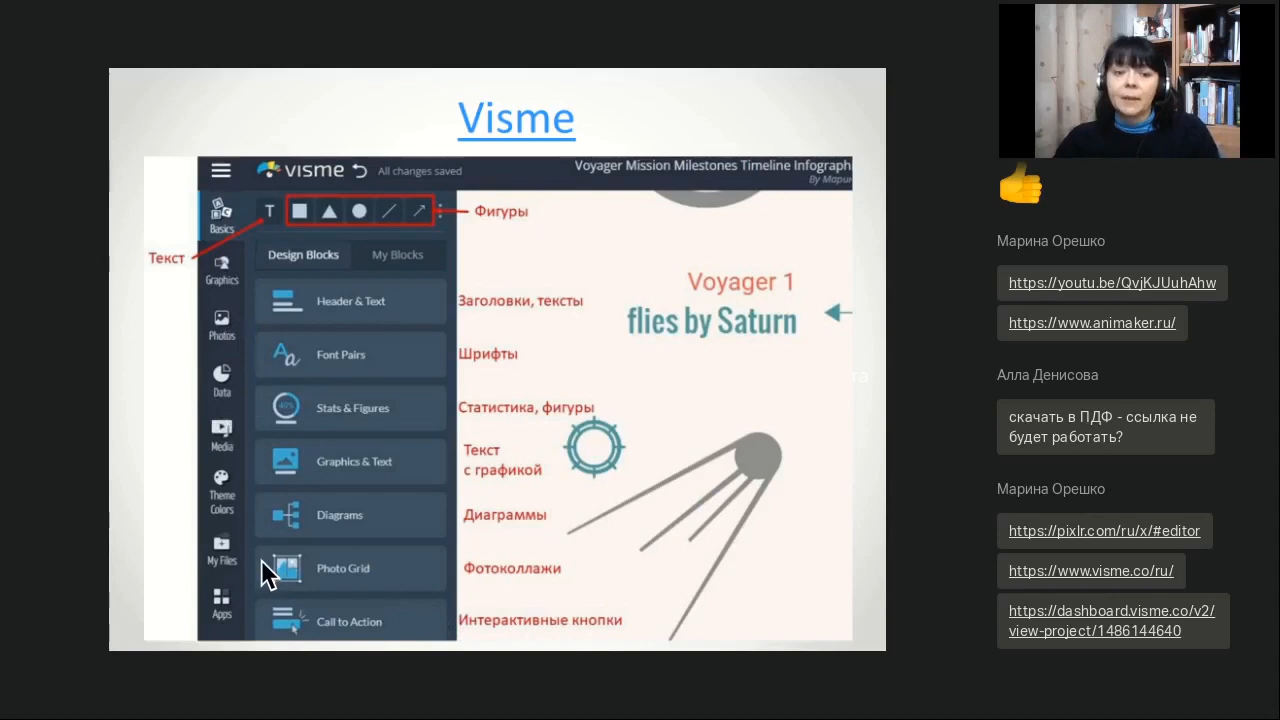 Visme
visme
All changes saved
Voyager Mission Milestones Timeline Infograph
By Мари
T
Фигуры
Basics
Текст
Design Blocks
My Blocks
Graphics
Header & Text
Заголовки, тексты
Voyager 1
flies by Saturn
Photos
Font Pairs
Шрифты
Data
40%
Stats & Figures
Статистика, фигуры
Media
Graphics & Text
Текст
с графикой
Theme
Colors
Diagrams
Диаграммы
My Files
Photo Grid
Фотоколлажи
Apps
Call to Action
Интерактивные кнопки
та
Марина Орешко
https://youtu.be/QvjKJUuhAhw
https://www.animaker.ru/
Алла Денисова
скачать в ПДФ - ссылка не
будет работать?
Марина Орешко
https://pixlr.com/ru/x/#editor
https://www.visme.co/ru/
https://dashboard.visme.co/v2/
view-project/1486144640